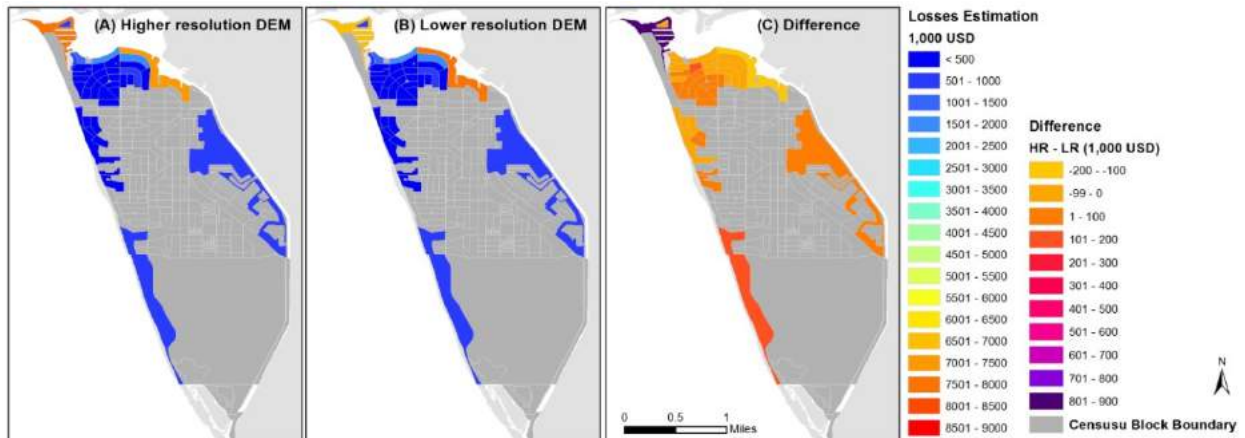 (A) Higher resolution DEM
(B) Lower resolution DEM
(C) Difference
Losses Estimation
1,000 USD
< 500
501 - 1000
1001 - 1500
1501 - 2000
2001 - 2500
2501 - 3000
3001 - 3500
3501 - 4000
4001 - 4500
4501 - 5000
5001 - 5500
5501 - 6000
6001 - 6500
6501 - 7000
7001 - 7500
7501 - 8000
8001 - 8500
8501 - 9000
Difference
HR - LR (1,000 USD)
-200 - -100
-99 - 0
1 - 100
101 - 200
201 - 300
301 - 400
401 - 500
501 - 600
601 - 700
701 - 800
801 - 900
Censusu Block Boundary
N
0 0.5 1
Miles